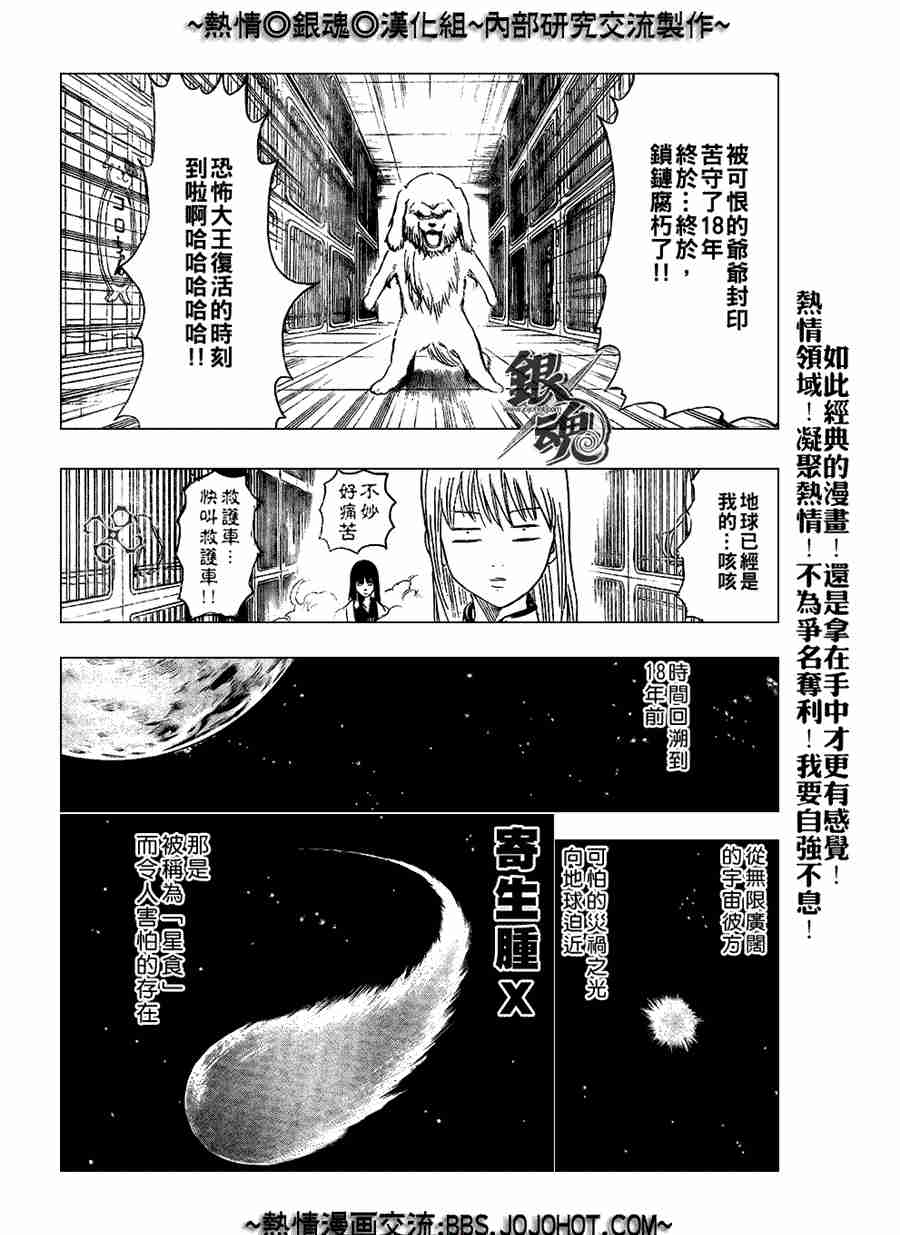 ~熱情◎銀魂◎漢化組~內部研究交流製作~
被可恨的爺爺封印
苦守了18年
終於…終於，
鎖鏈腐朽了!!
恐怖大王復活的時刻
到啦啊哈哈哈哈哈!!
銀魂
地球已經是
我的…咳咳
不妙
好痛苦
救護車…
快叫救護車!!
時間回溯到
18年前
從無限廣闊
的宇宙彼方
可怕的災禍之光
向地球迫近
寄生腫X
那是
被稱為「星食」
而令人害怕的存在
如此經典的漫畫！還是拿在手中才更有感覺！
熱情領域！凝聚熱情！不為爭名奪利！我要自強不息！
~熱情漫画交流:BBS.JOJOHOT.COM~